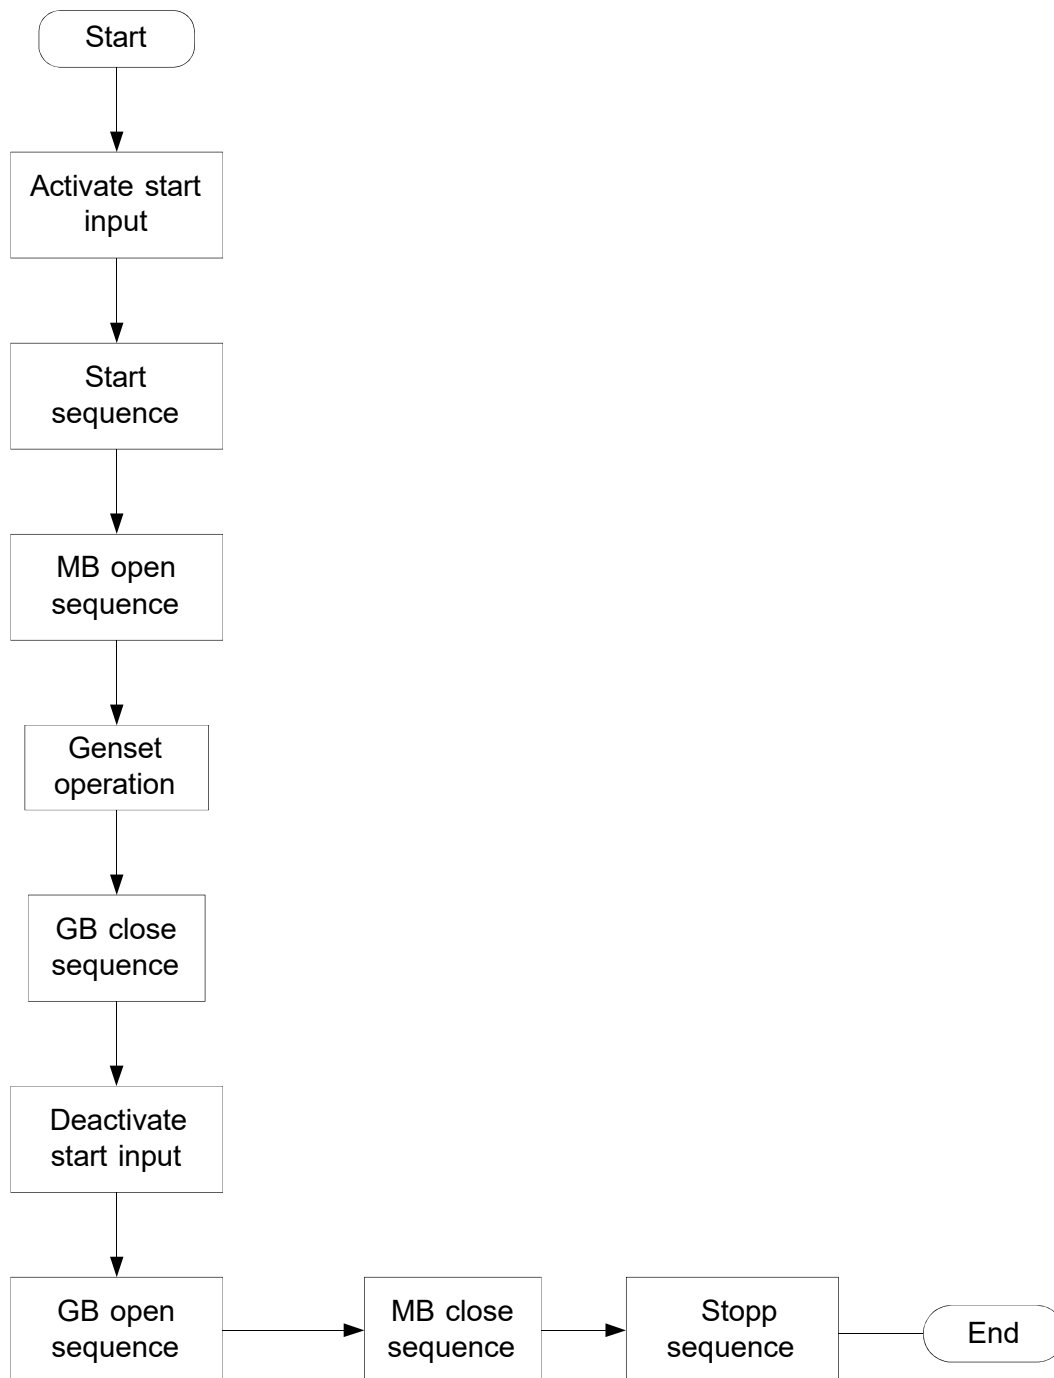 Start
Activate start
input
Start
sequence
MB open
sequence
Genset
operation
GB close
sequence
Deactivate
start input
GB open
sequence
MB close
sequence
Stopp
sequence
End